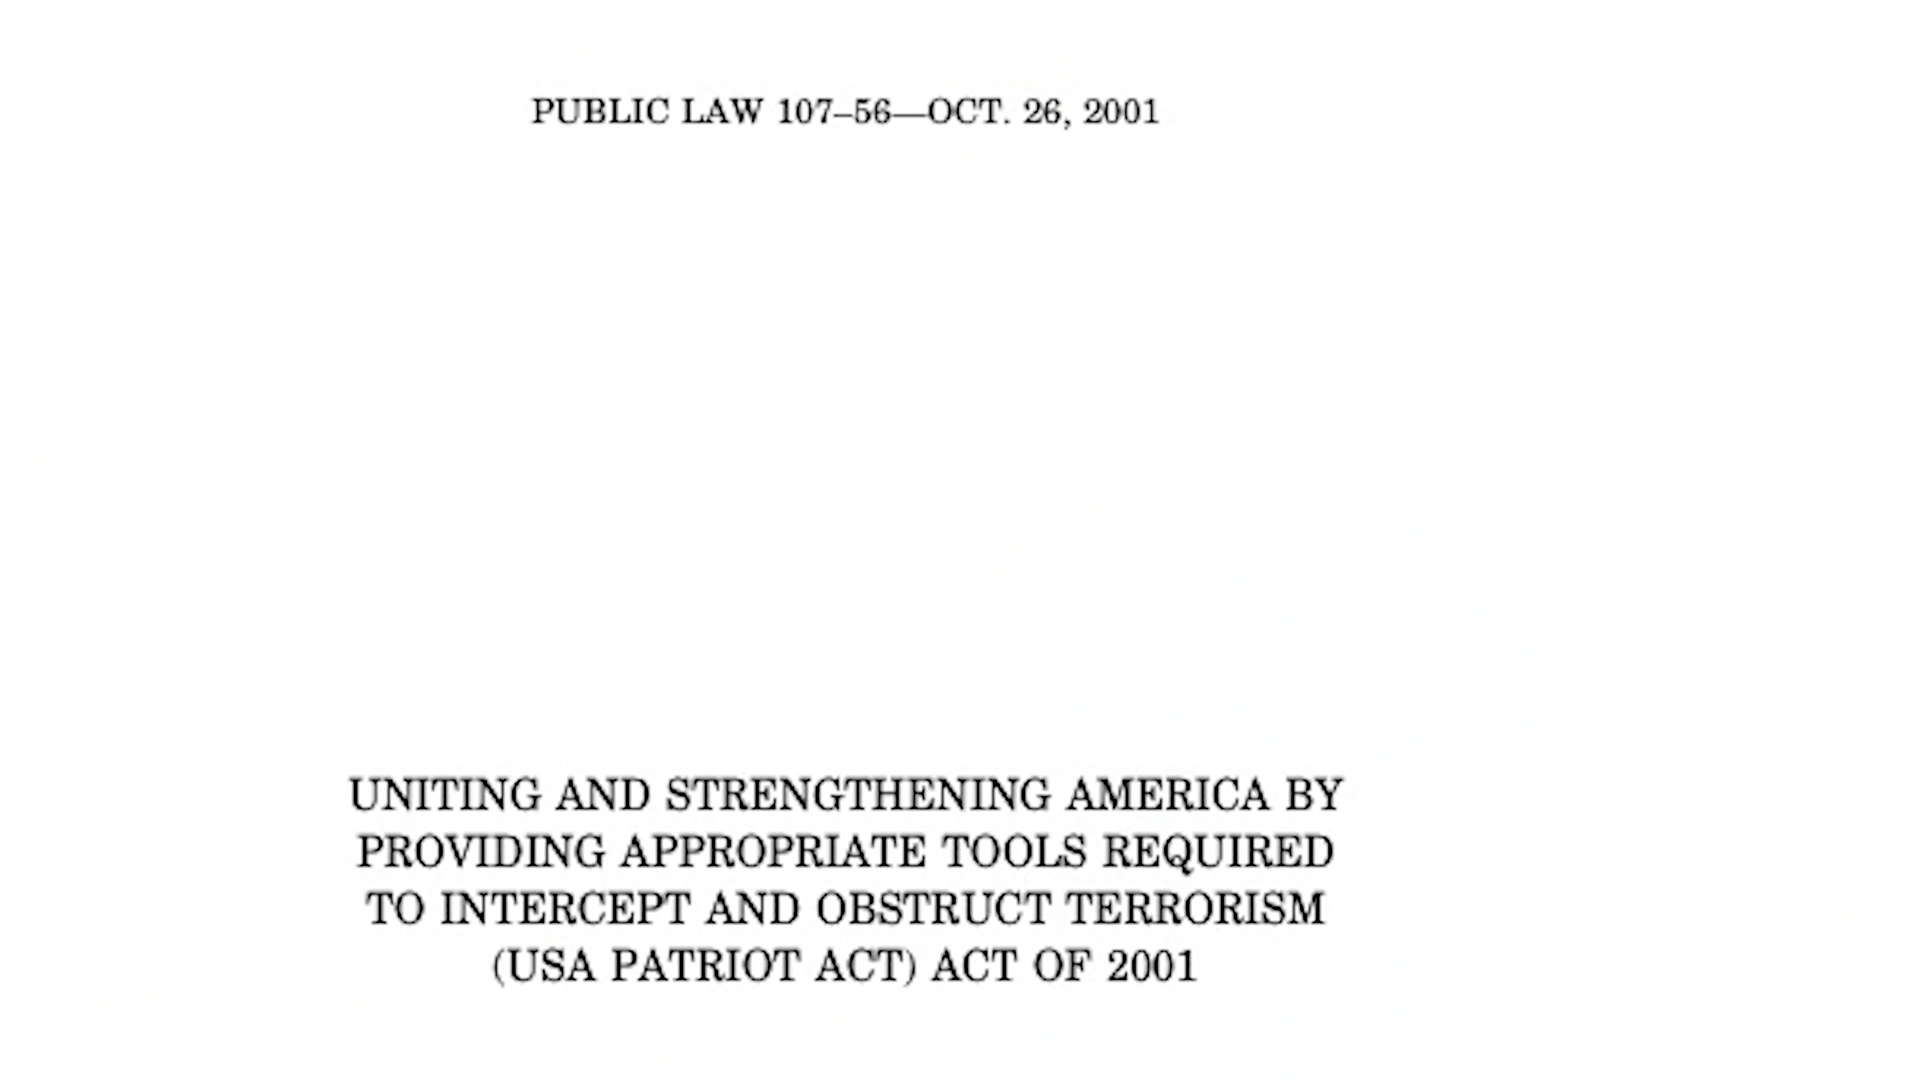 PUBLIC LAW 107–56—OCT. 26, 2001
UNITING AND STRENGTHENING AMERICA BY
PROVIDING APPROPRIATE TOOLS REQUIRED
TO INTERCEPT AND OBSTRUCT TERRORISM
(USA PATRIOT ACT) ACT OF 2001